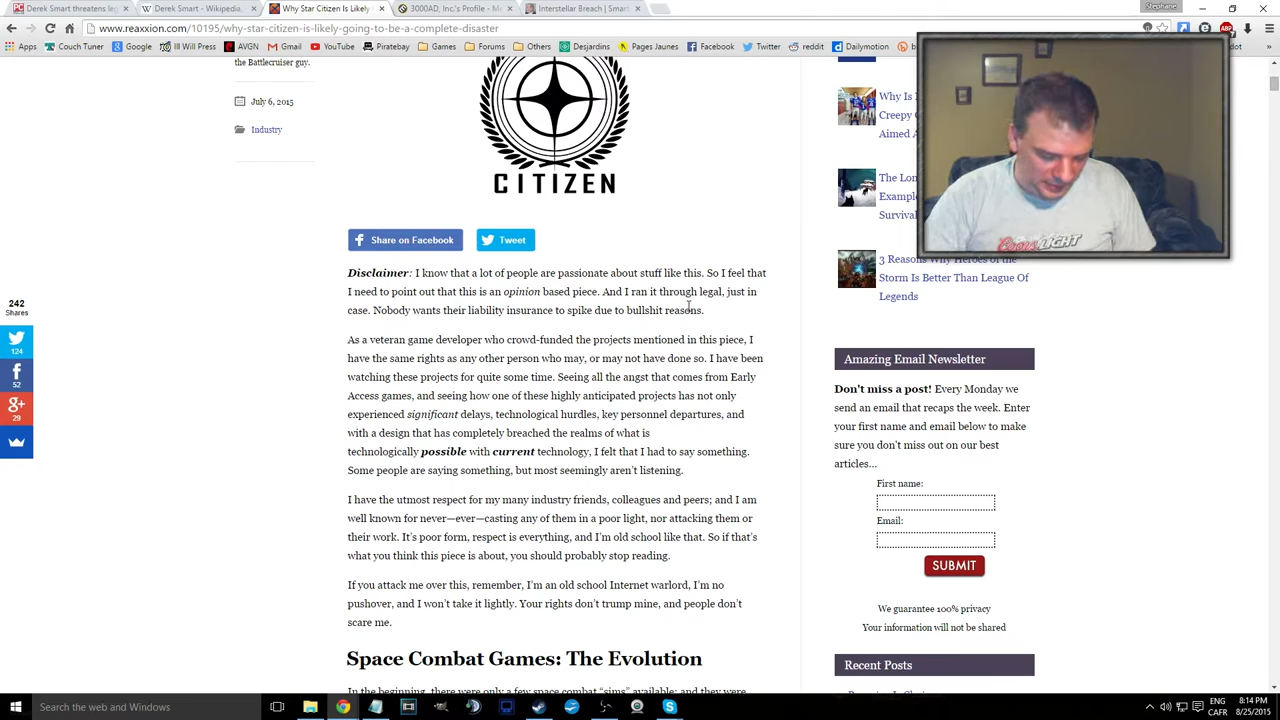 Derek Smart threatens leg
Derek Smart - Wikipedia,
Why Star Citizen Is Likely
3000AD, Inc.'s Profile - M
Interstellar Breach | Smart
Stephane
www.reaxxion.com/10195/why-star-citizen-is-likely-going-to-be-a-complete-disaster
Apps
Couch Tuner
Google
Ill Will Press
AVGN
Gmail
YouTube
Piratebay
Games
Forums
Others
Desjardins
Pages Jaunes
Facebook
Twitter
reddit
Dailymotion
the Battlecruiser guy.
July 6, 2015
Industry
CITIZEN
Share on Facebook
Tweet
Disclaimer: I know that a lot of people are passionate about stuff like this. So I feel that
I need to point out that this is an opinion based piece. And I ran it through legal, just in
case. Nobody wants their liability insurance to spike due to bullshit reasons.
As a veteran game developer who crowd-funded the projects mentioned in this piece, I
have the same rights as any other person who may, or may not have done so. I have been
watching these projects for quite some time. Seeing all the angst that comes from Early
Access games, and seeing how one of these highly anticipated projects has not only
experienced significant delays, technological hurdles, key personnel departures, and
with a design that has completely breached the realms of what is
technologically possible with current technology, I felt that I had to say something.
Some people are saying something, but most seemingly aren't listening.
I have the utmost respect for my many industry friends, colleagues and peers; and I am
well known for never—ever—casting any of them in a poor light, nor attacking them or
their work. It's poor form, respect is everything, and I'm old school like that. So if that's
what you think this piece is about, you should probably stop reading.
If you attack me over this, remember, I'm an old school Internet warlord, I'm no
pushover, and I won't take it lightly. Your rights don't trump mine, and people don't
scare me.
Space Combat Games: The Evolution
In the beginning, there were only a few space combat "sims" available; and they were
242
Shares
124
52
29
Why Is
Creepy
Aimed A
The Lon
Example
Survival
3 Reasons Why Heroes of the
Storm Is Better Than League Of
Legends
COORS LIGHT
Amazing Email Newsletter
Don't miss a post! Every Monday we
send an email that recaps the week. Enter
your first name and email below to make
sure you don't miss out on our best
articles...
First name:
Email:
SUBMIT
We guarantee 100% privacy
Your information will not be shared
Recent Posts
Search the web and Windows
ENG
CAFR
8:14 PM
8/25/2015